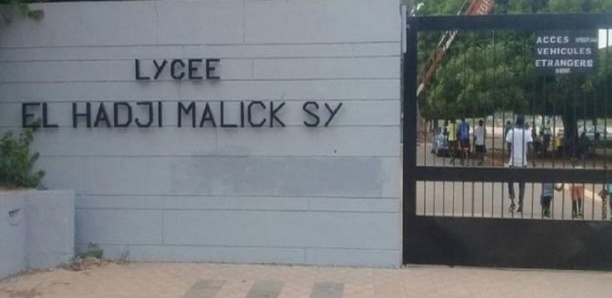 LYCEE
EL HADJI MALICK SY
ACCES
VEHICULES
ETRANGERS